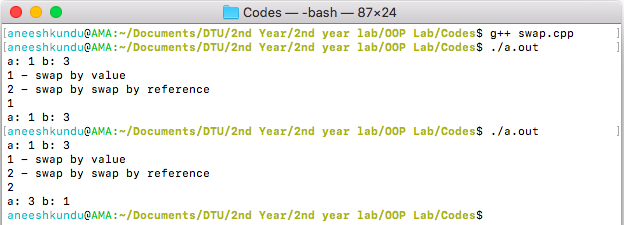 Codes — -bash — 87×24
[aneeshkundu@AMA:~/Documents/DTU/2nd Year/2nd year lab/OOP Lab/Codes$ g++ swap.cpp ]
[aneeshkundu@AMA:~/Documents/DTU/2nd Year/2nd year lab/OOP Lab/Codes$ ./a.out ]
a: 1 b: 3
1 - swap by value
2 - swap by swap by reference
1
a: 1 b: 3
[aneeshkundu@AMA:~/Documents/DTU/2nd Year/2nd year lab/OOP Lab/Codes$ ./a.out ]
a: 1 b: 3
1 - swap by value
2 - swap by swap by reference
2
a: 3 b: 1
aneeshkundu@AMA:~/Documents/DTU/2nd Year/2nd year lab/OOP Lab/Codes$